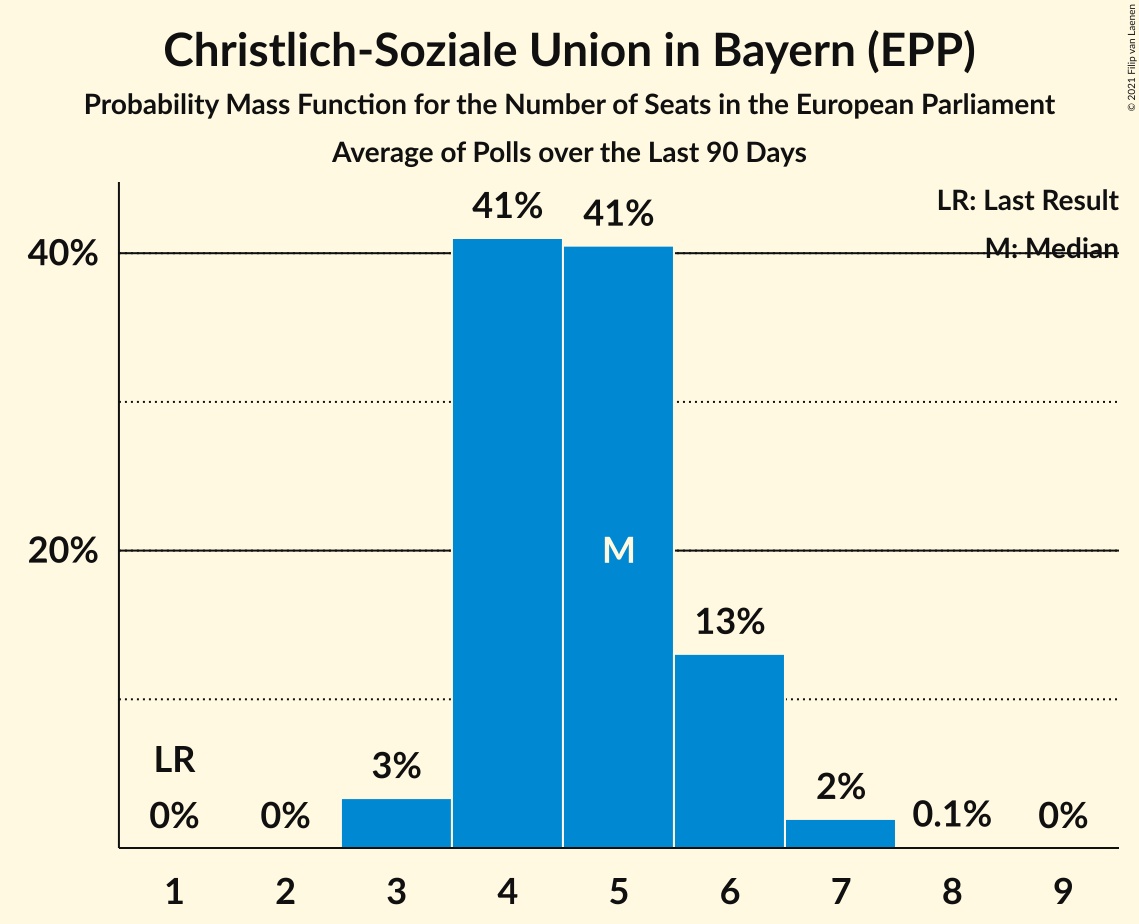 Christlich-Soziale Union in Bayern (EPP)
Probability Mass Function for the Number of Seats in the European Parliament
Average of Polls over the Last 90 Days
© 2021 Filip van Laenen
LR: Last Result
M: Median
41%
41%
40%
20%
M
13%
LR
3%
2%
0%
0%
0.1%
0%
1 2 3 4 5 6 7 8 9